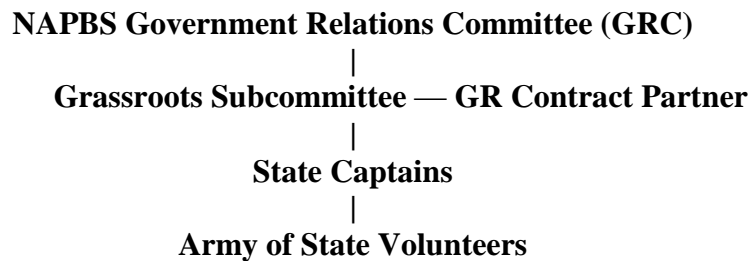 NAPBS Government Relations Committee (GRC)
|
Grassroots Subcommittee — GR Contract Partner
|
State Captains
|
Army of State Volunteers